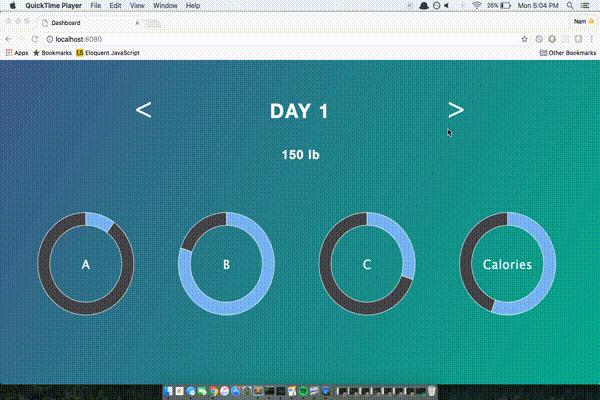 QuickTime Player File Edit View Window Help 26% Mon 5:04 PM
Dashboard Nam
localhost:8080
Apps Bookmarks Eloquent JavaScript Other Bookmarks
< DAY 1 >
150 lb
A B C Calories